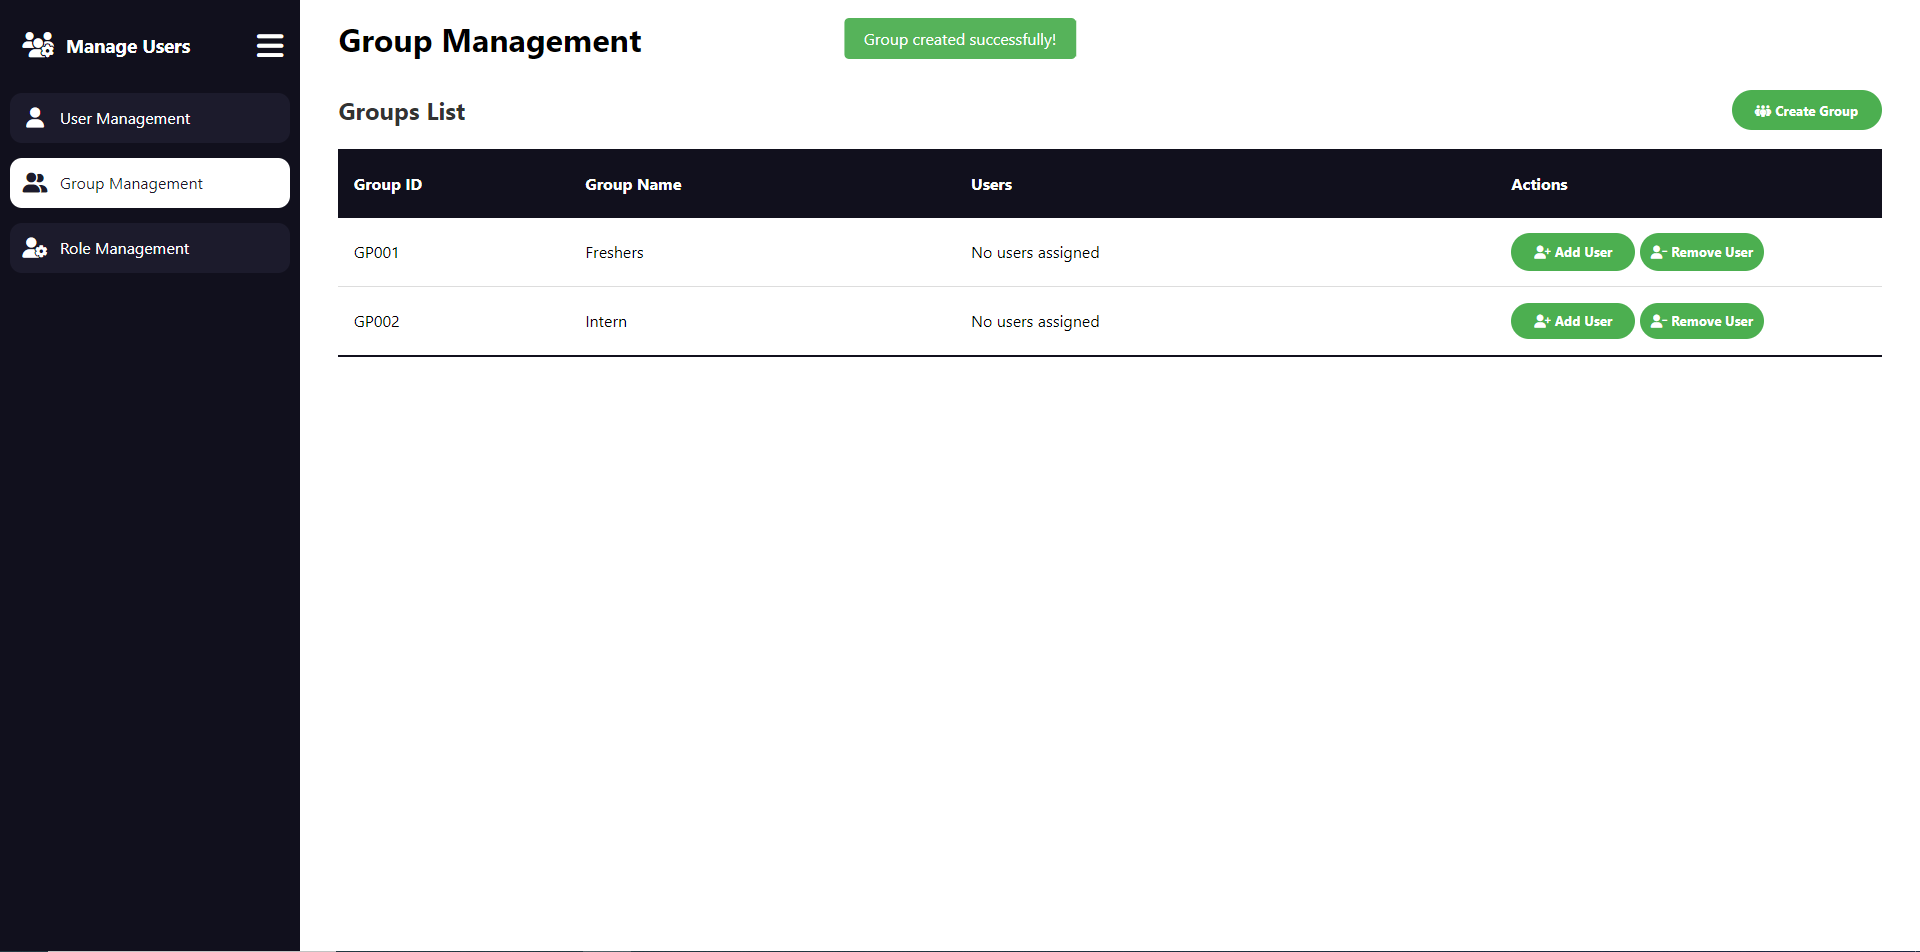 Manage Users
User Management
Group Management
Role Management
Group Management
Group created successfully!
Groups List
Create Group
Group ID Group Name Users Actions
GP001 Freshers No users assigned Add User Remove User
GP002 Intern No users assigned Add User Remove User